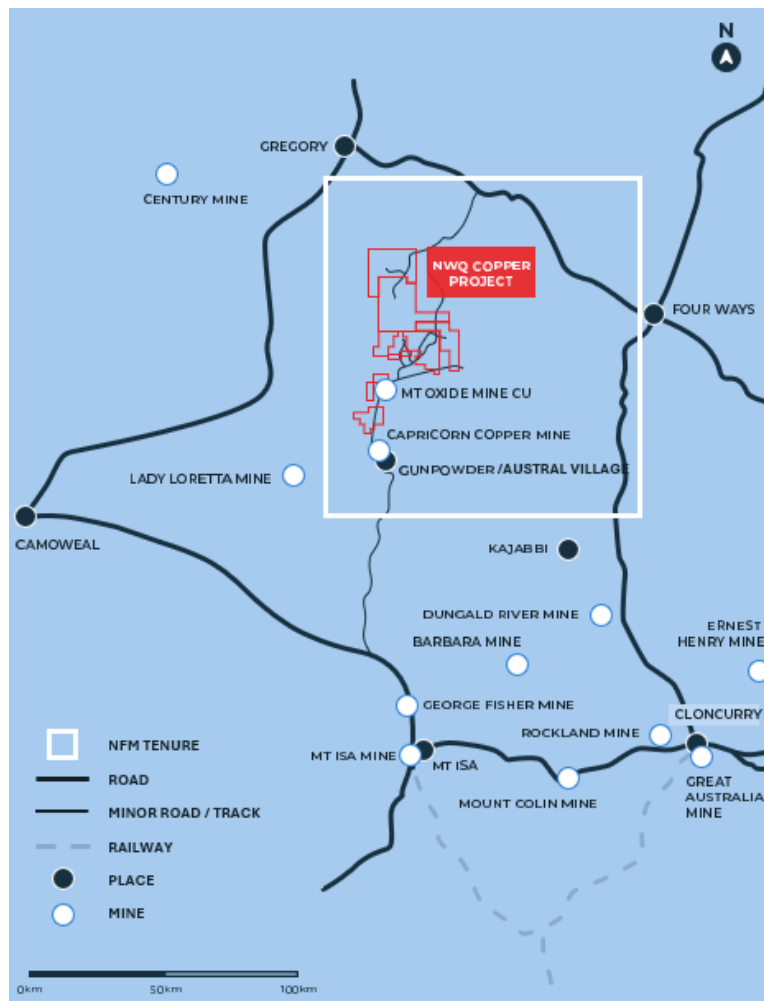 N
GREGORY
CENTURY MINE
NWQ COPPER
PROJECT
FOUR WAYS
MT OXIDE MINE CU
CAPRICORN COPPER MINE
GUNPOWDER/AUSTRAL VILLAGE
LADY LORETTA MINE
CAMOWEAL
KAJABBI
DUNGALD RIVER MINE
ERNEST
HENRY MINE
BARBARA MINE
GEORGE FISHER MINE
CLONCURRY
ROCKLAND MINE
MT ISA MINE
MT ISA
GREAT
AUSTRALIA
MINE
MOUNT COLIN MINE
NFM TENURE
ROAD
MINOR ROAD / TRACK
RAILWAY
PLACE
MINE
0km 50km 100km